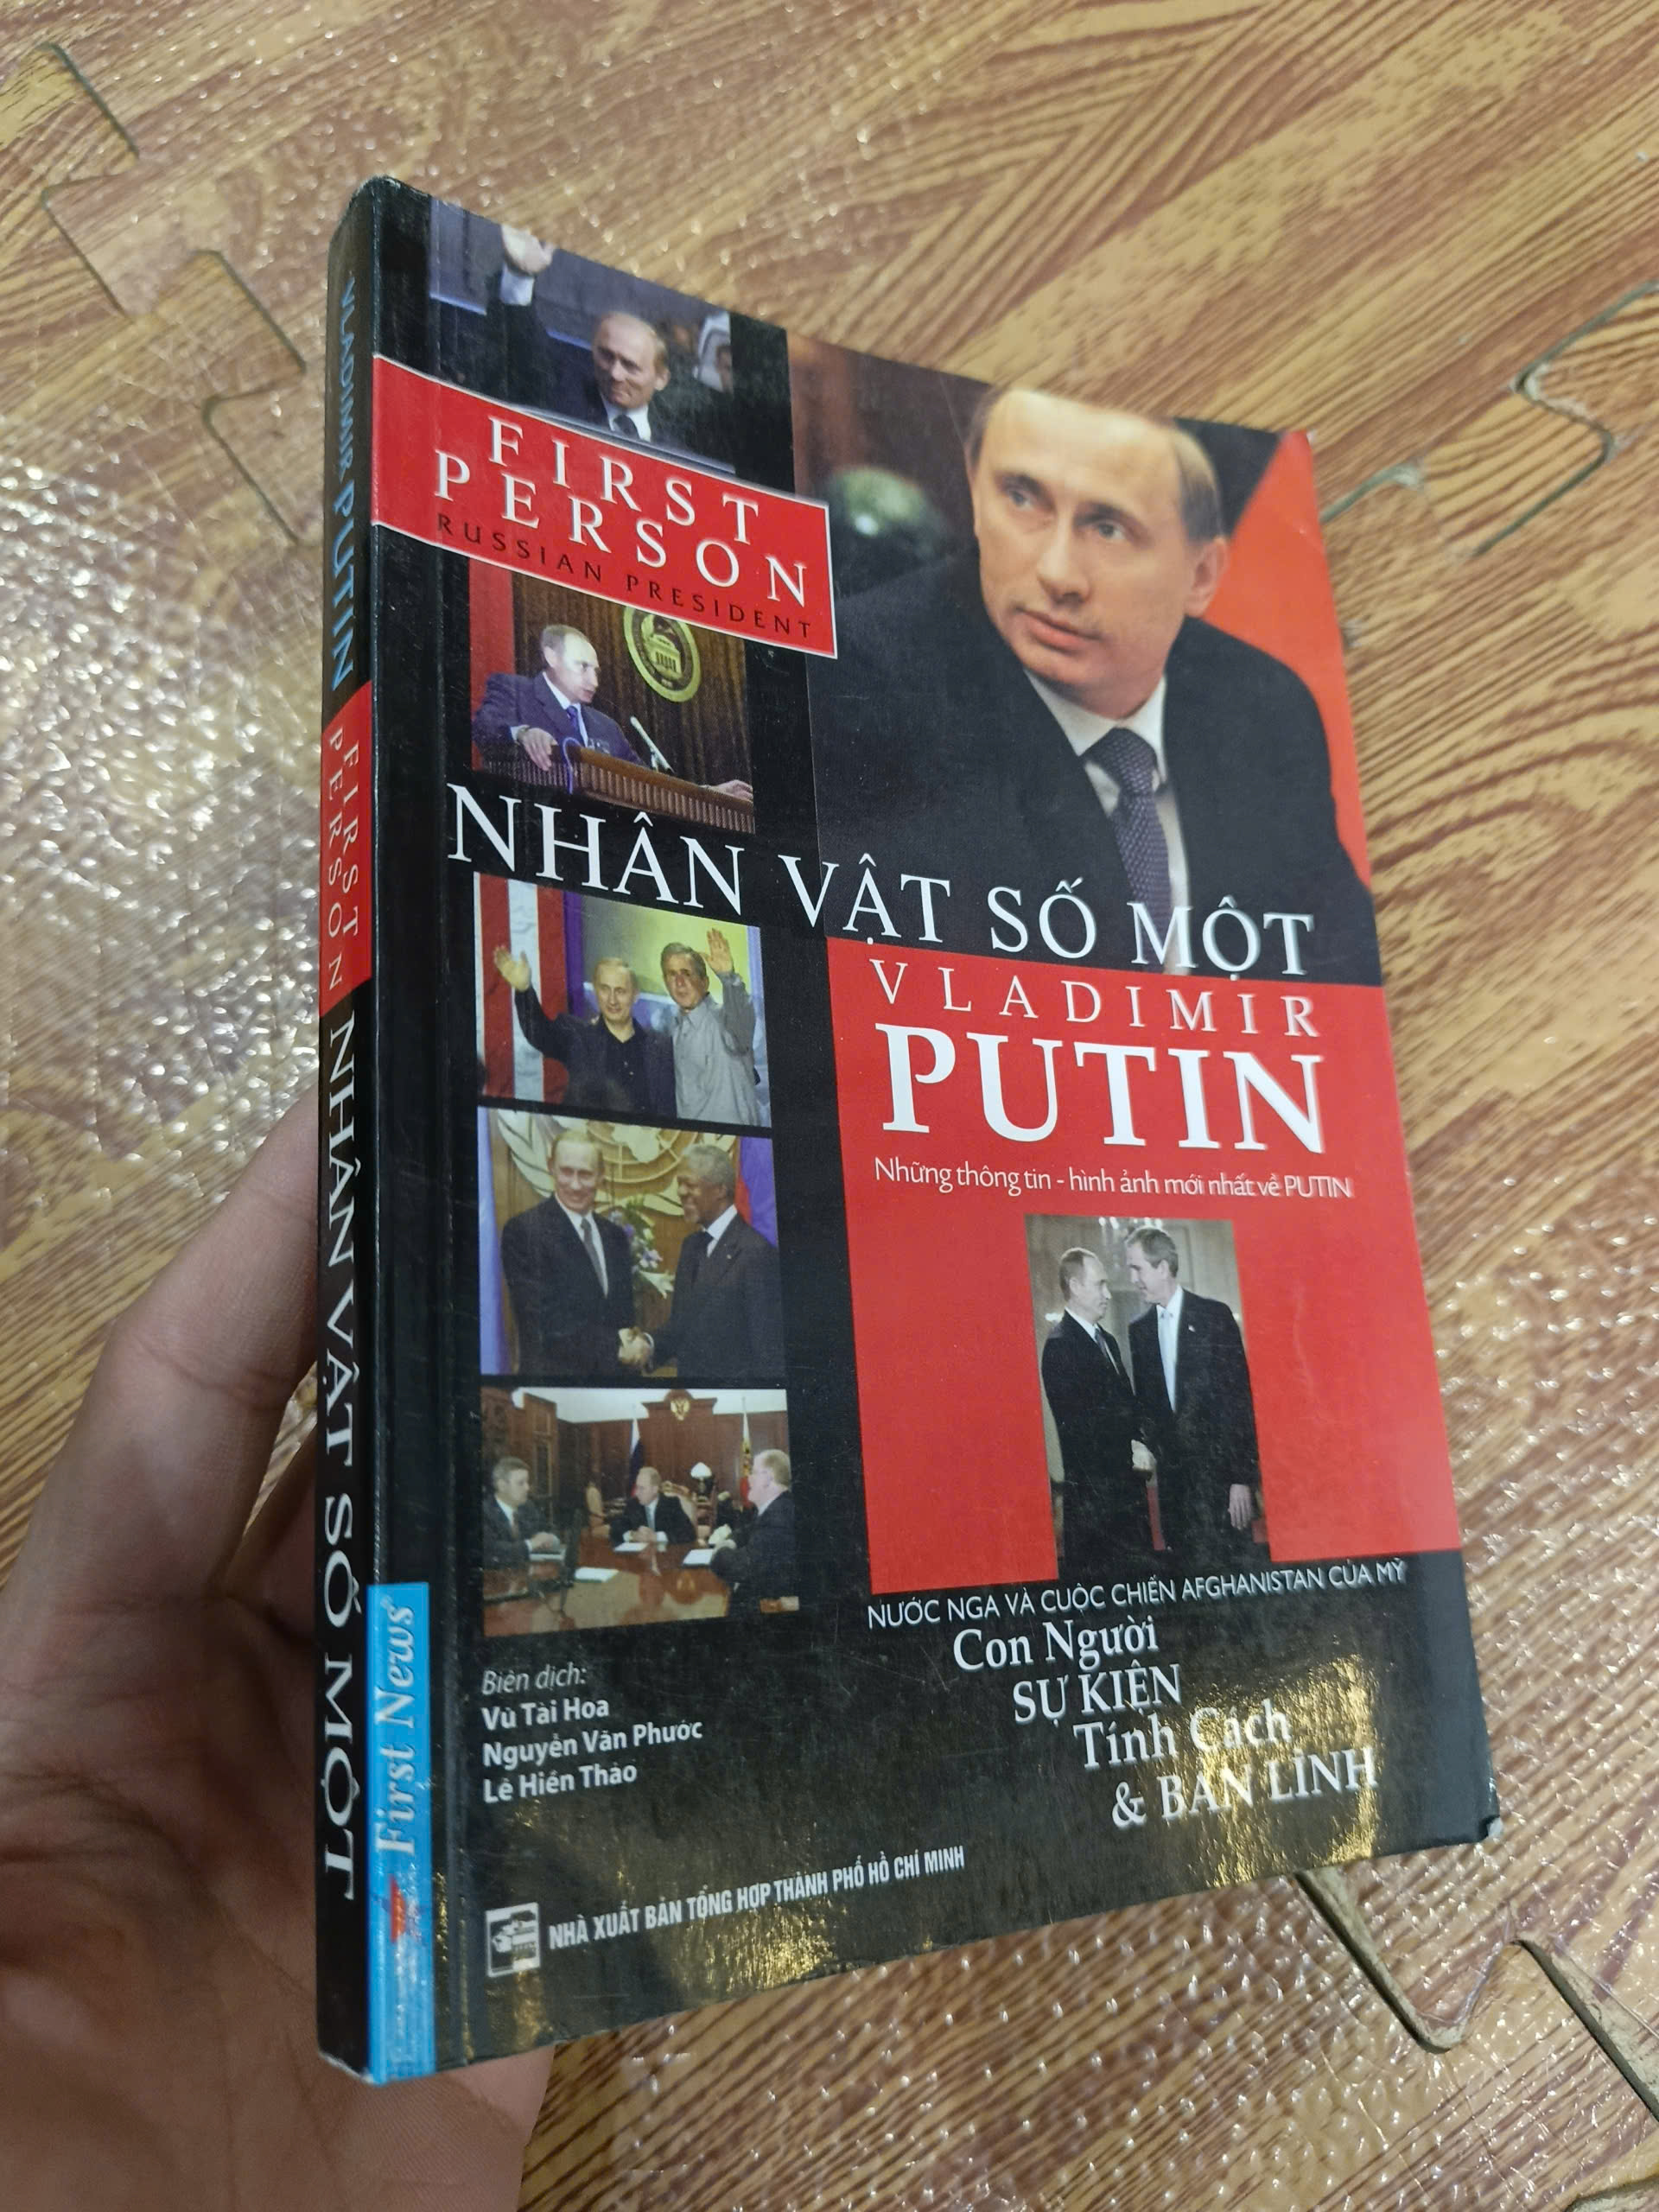 FIRST
PERSON
RUSSIAN PRESIDENT
NHÂN VẬT SỐ MỘT
VLADIMIR
PUTIN
Những thông tin - hình ảnh mới nhất về PUTIN
NƯỚC NGA VÀ CUỘC CHIẾN AFGHANISTAN CỦA MỸ
Con Người
SỰ KIỆN
Tính Cách
& BẢN LĨNH
Biên dịch:
Vũ Tài Hoa
Nguyễn Văn Phước
Lê Hiền Thảo
NHÀ XUẤT BẢN TỔNG HỢP THÀNH PHỐ HỒ CHÍ MINH
First News
VLADIMIR PUTIN
FIRST
PERSON
NHÂN VẬT SỐ MỘT